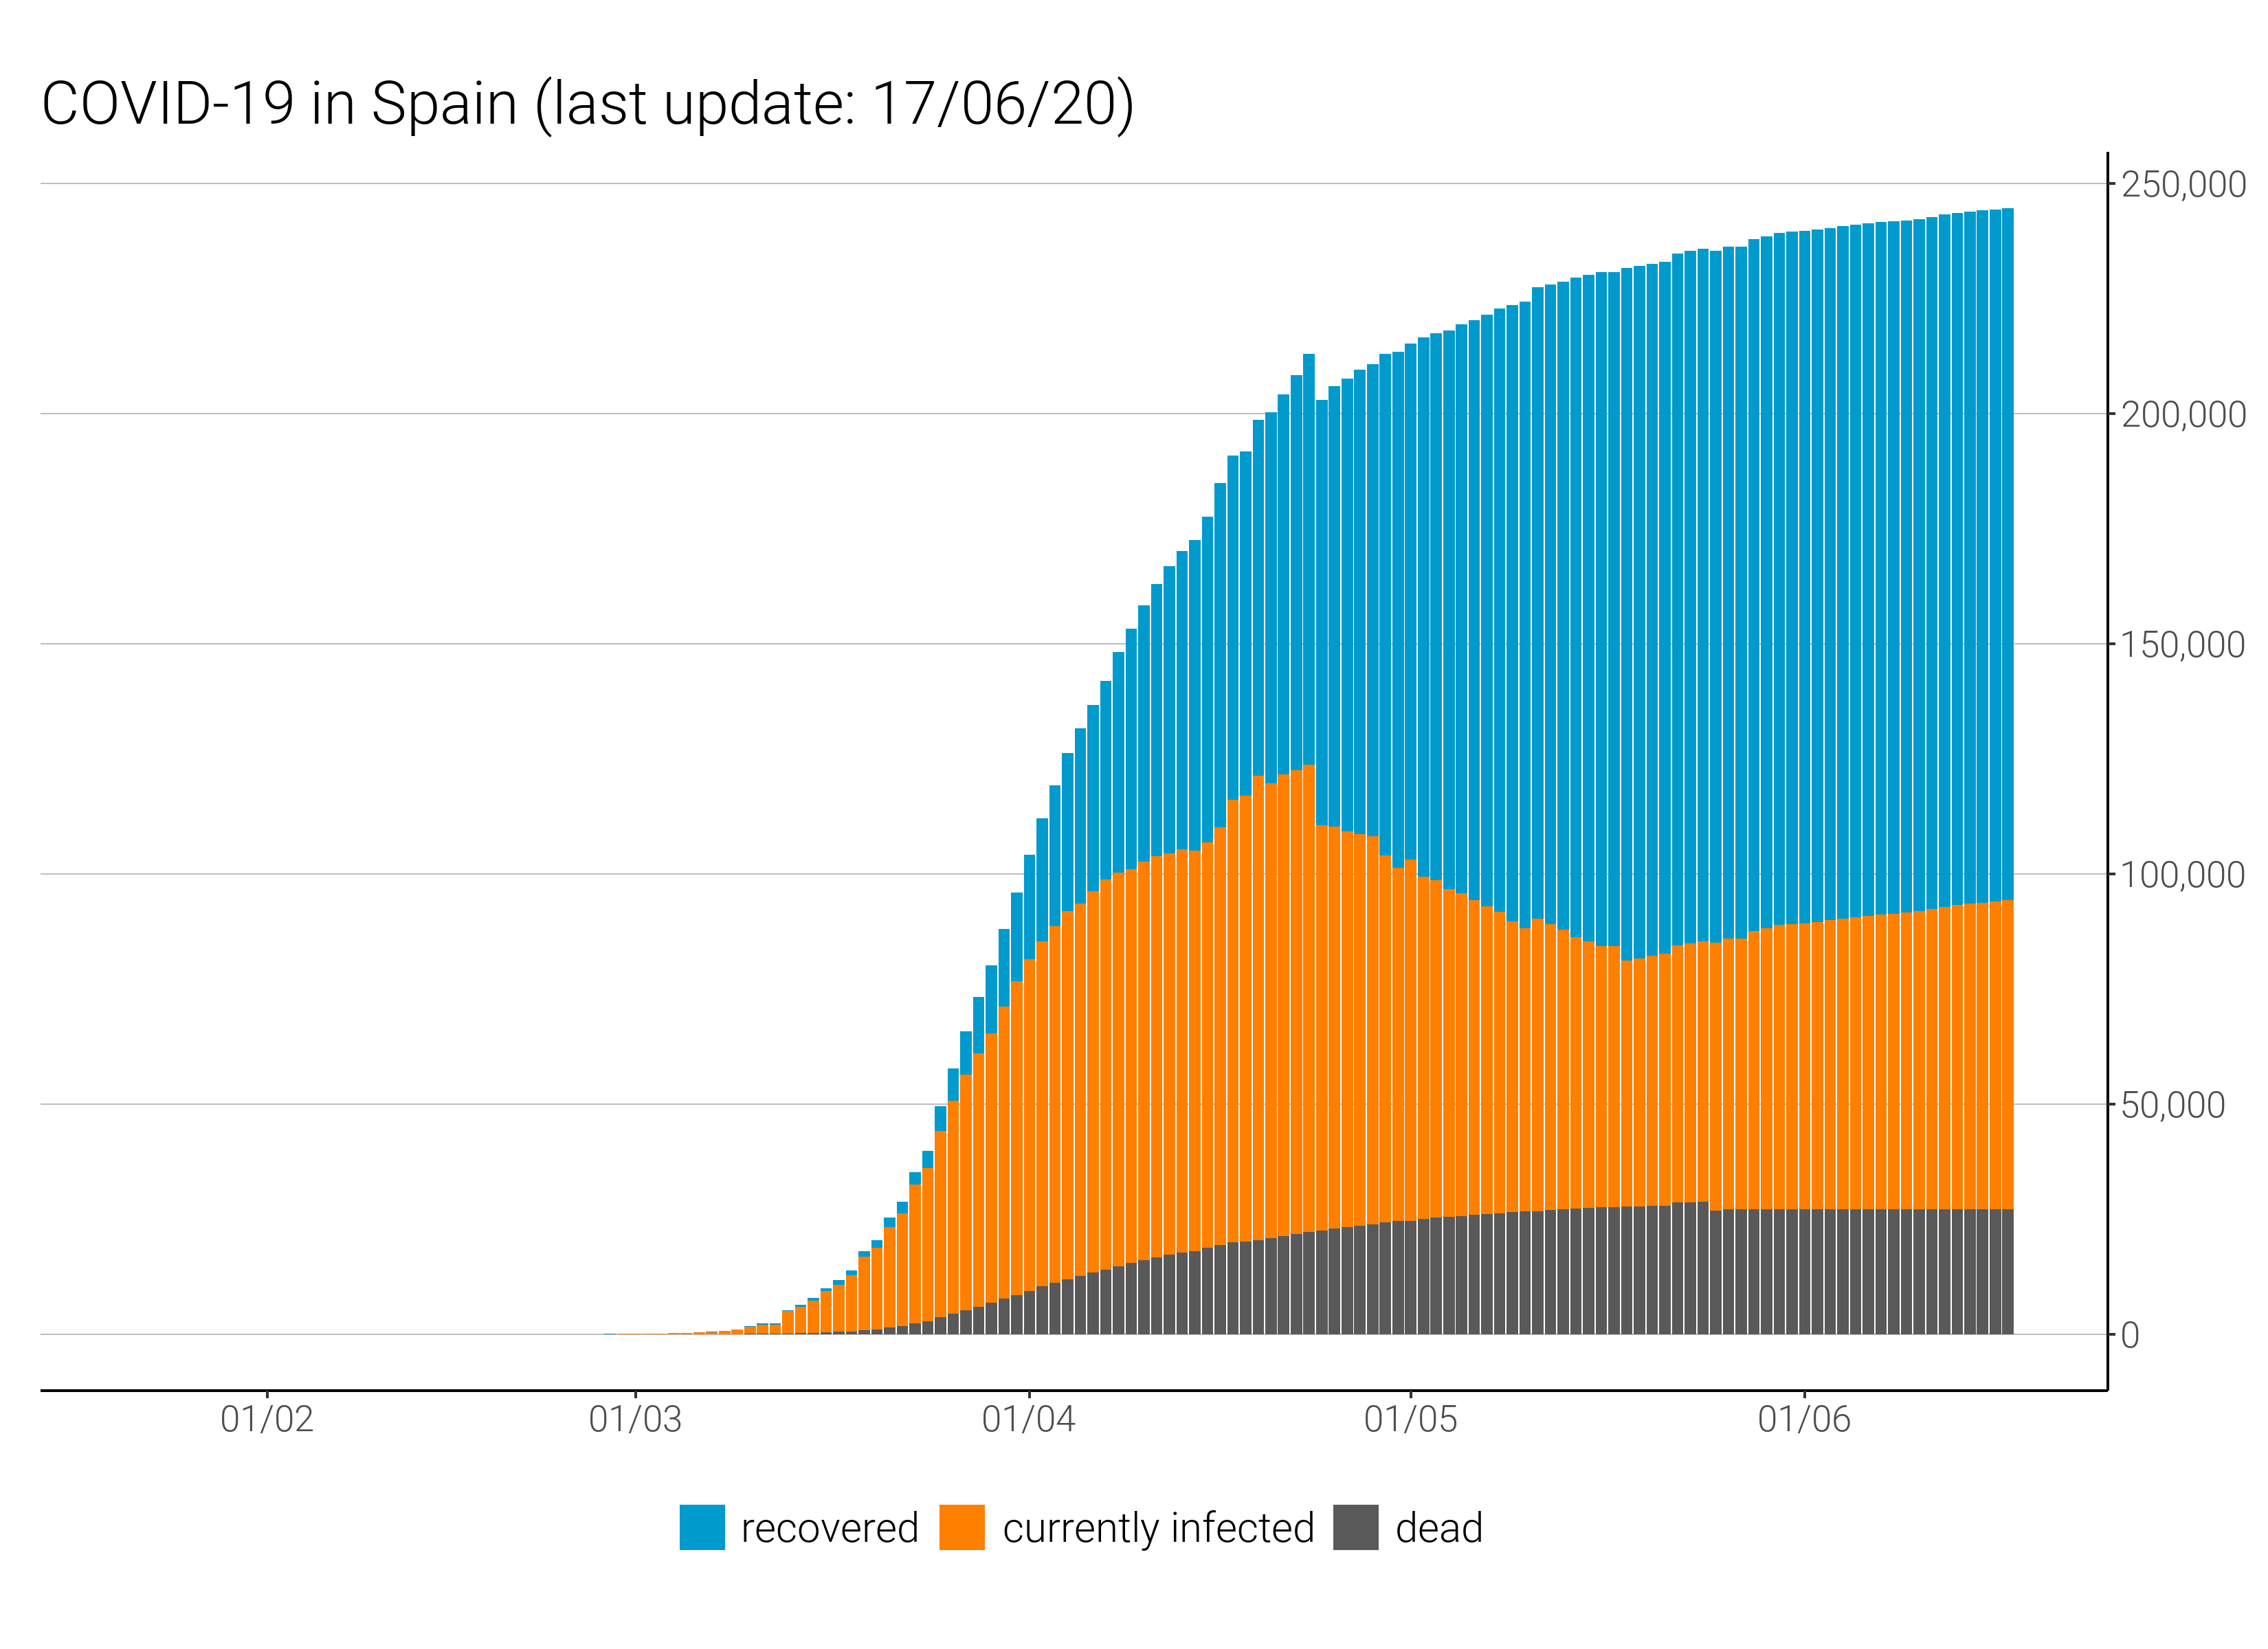 COVID-19 in Spain (last update: 17/06/20)
250,000
200,000
150,000
100,000
50,000
0
01/02 01/03 01/04 01/05 01/06
recovered currently infected dead